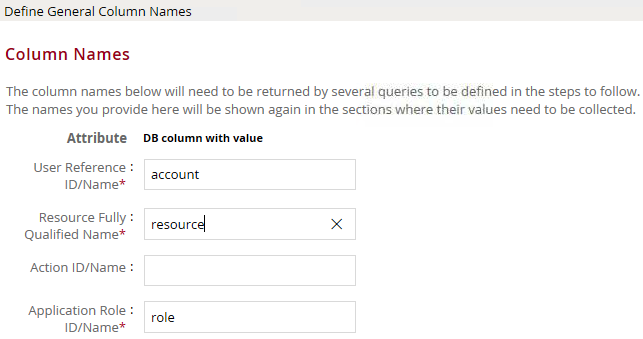 Define General Column Names
Column Names
The column names below will need to be returned by several queries to be defined in the steps to follow.
The names you provide here will be shown again in the sections where their values need to be collected.
Attribute DB column with value
User Reference : account
ID/Name*
Resource Fully : resource
Qualified Name*
Action ID/Name :
Application Role : role
ID/Name*